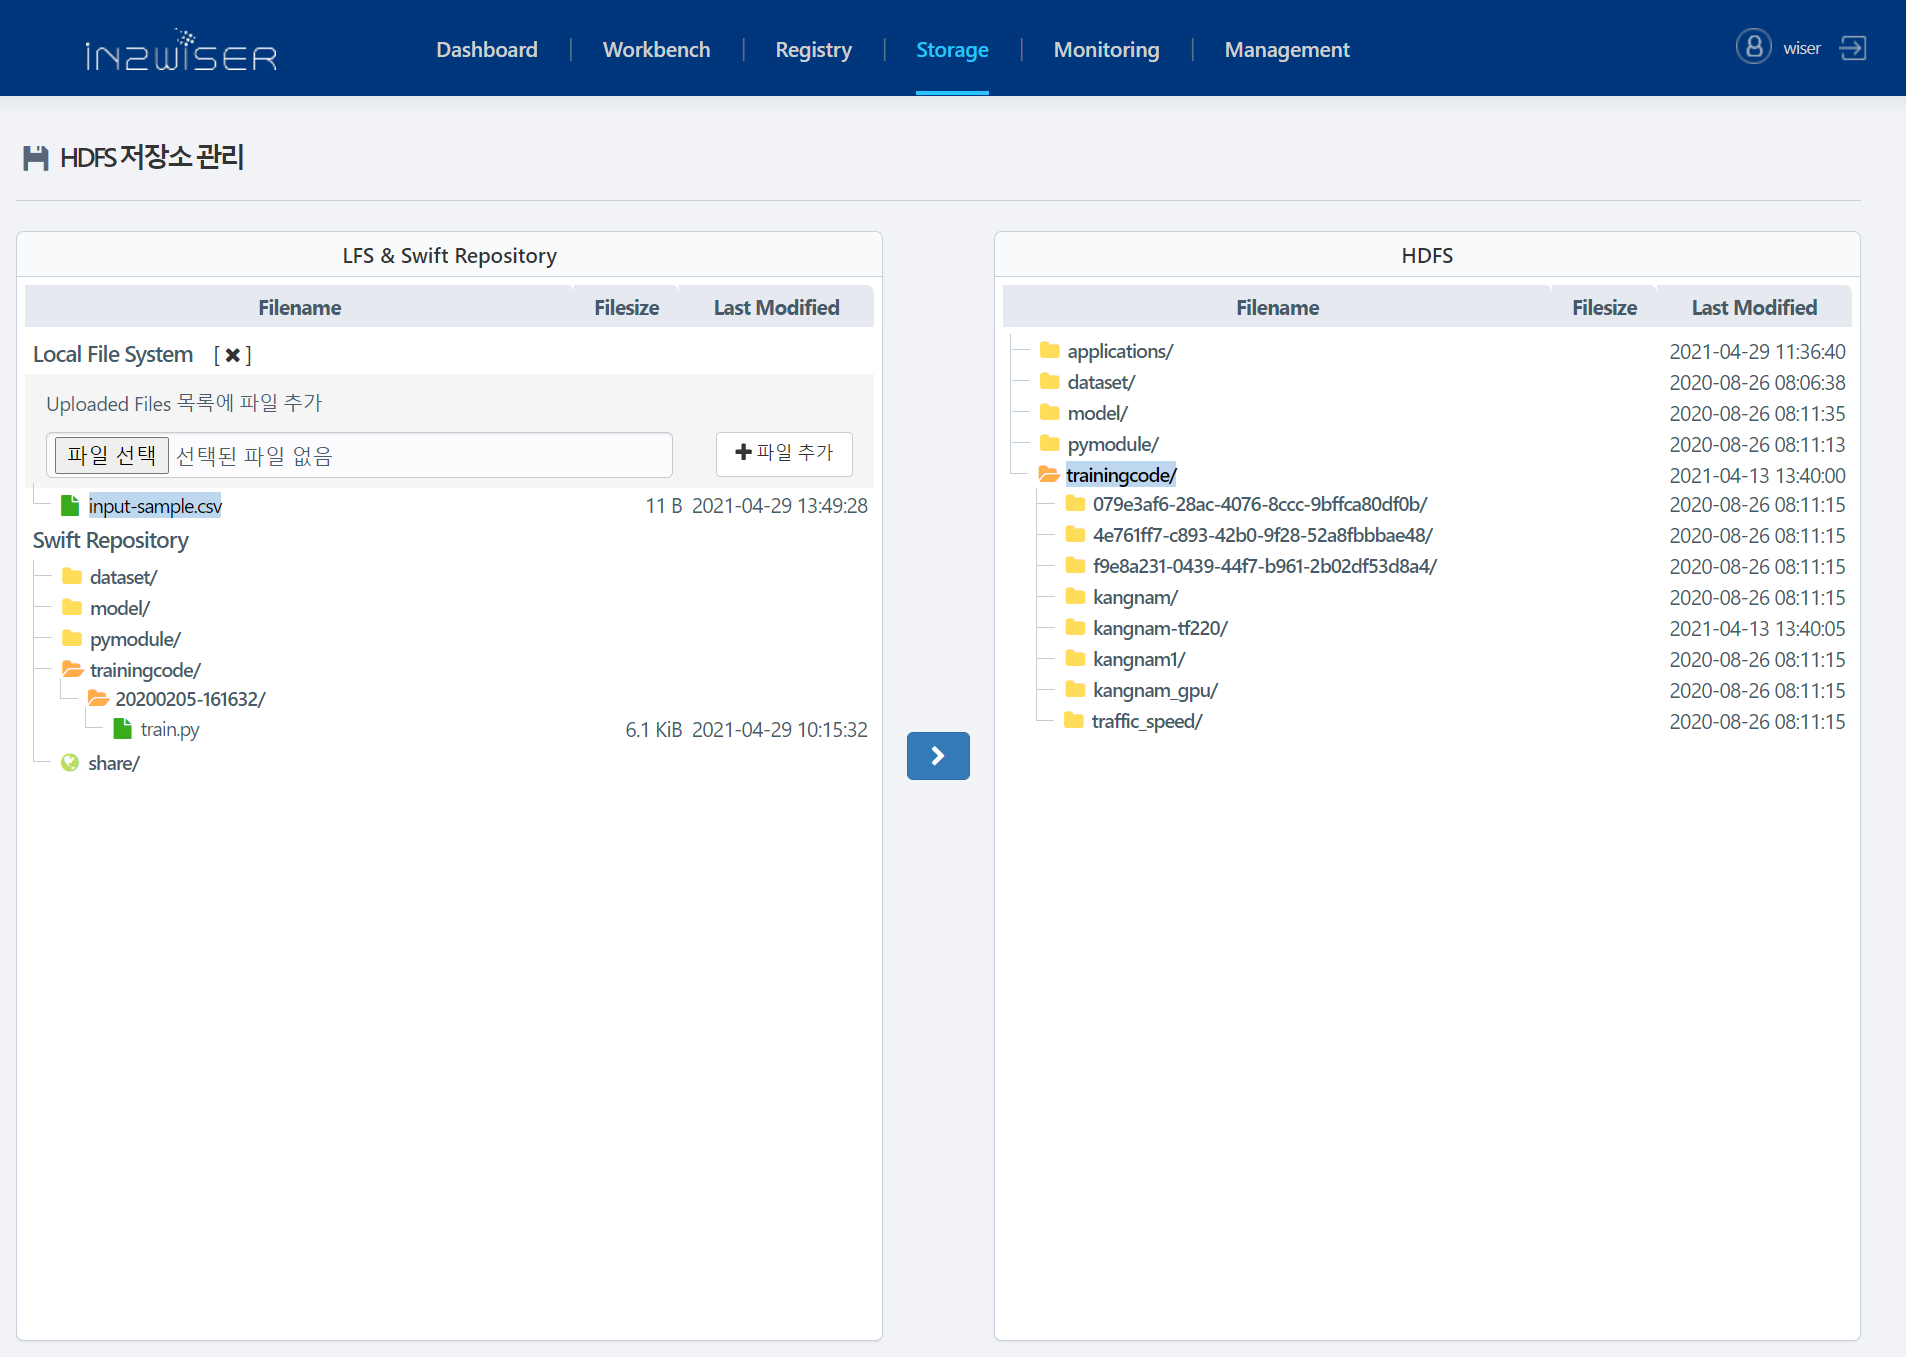 iN2WiSER
Dashboard
Workbench
Registry
Storage
Monitoring
Management
wiser
HDFS 저장소 관리
LFS & Swift Repository
Filename Filesize Last Modified
Local File System [ ✖ ]
Uploaded Files 목록에 파일 추가
파일 선택 선택된 파일 없음
파일 추가
input-sample.csv 11 B 2021-04-29 13:49:28
Swift Repository
dataset/
model/
pymodule/
trainingcode/
20200205-161632/
train.py 6.1 KiB 2021-04-29 10:15:32
share/
HDFS
Filename Filesize Last Modified
applications/ 2021-04-29 11:36:40
dataset/ 2020-08-26 08:06:38
model/ 2020-08-26 08:11:35
pymodule/ 2020-08-26 08:11:13
trainingcode/ 2021-04-13 13:40:00
079e3af6-28ac-4076-8ccc-9bffca80df0b/ 2020-08-26 08:11:15
4e761ff7-c893-42b0-9f28-52a8fbbbae48/ 2020-08-26 08:11:15
f9e8a231-0439-44f7-b961-2b02df53d8a4/ 2020-08-26 08:11:15
kangnam/ 2020-08-26 08:11:15
kangnam-tf220/ 2021-04-13 13:40:05
kangnam1/ 2020-08-26 08:11:15
kangnam_gpu/ 2020-08-26 08:11:15
traffic_speed/ 2020-08-26 08:11:15